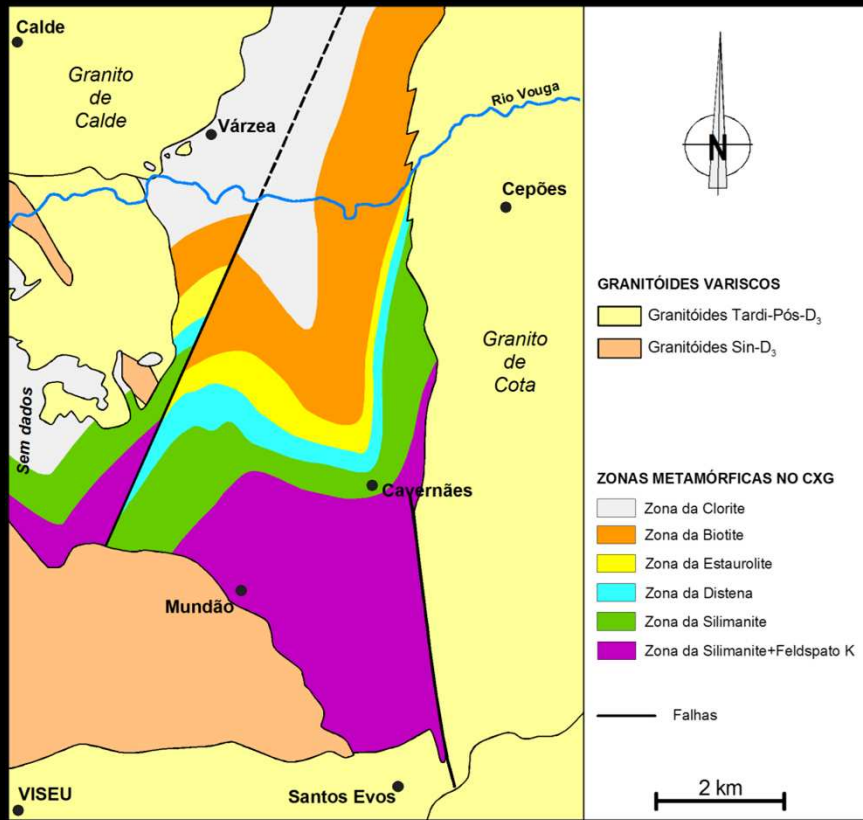 Calde
Granito
de
Calde
Várzea
Rio Vouga
Cepões
Granito
de
Cota
Sem dados
Cavernães
Mundão
VISEU
Santos Evos
N
GRANITÓIDES VARISCOS
Granitóides Tardi-Pós-D₃
Granitóides Sin-D₃
ZONAS METAMÓRFICAS NO CXG
Zona da Clorite
Zona da Biotite
Zona da Estaurolite
Zona da Distena
Zona da Silimanite
Zona da Silimanite+Feldspato K
Falhas
2 km